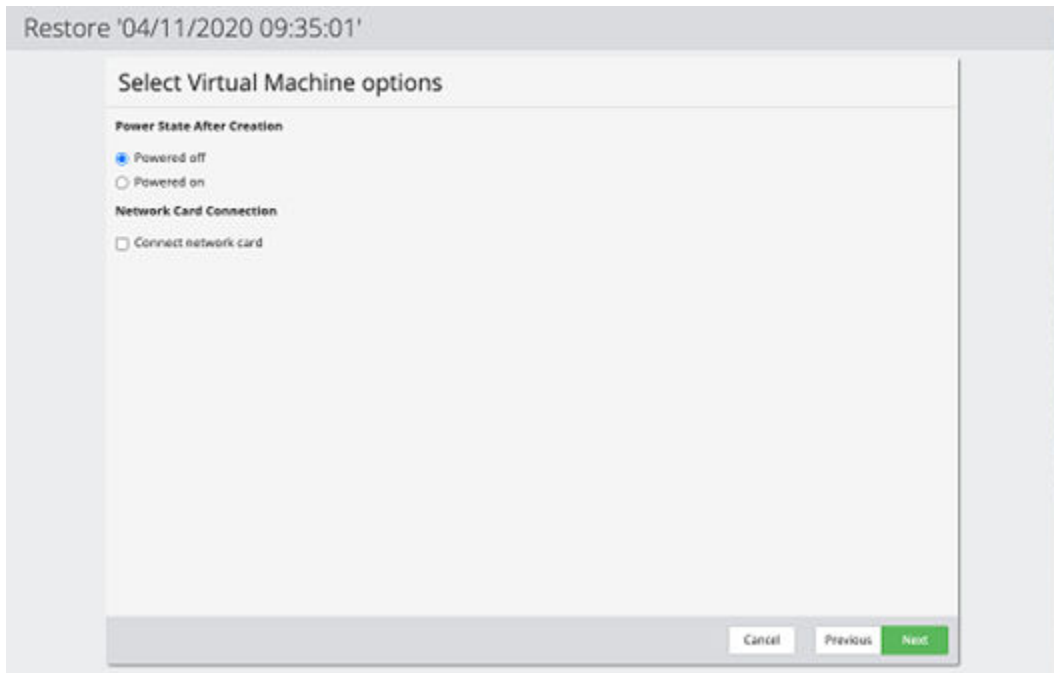 Restore '04/11/2020 09:35:01'
Select Virtual Machine options
Power State After Creation
Powered off
Powered on
Network Card Connection
Connect network card
Cancel Previous Next